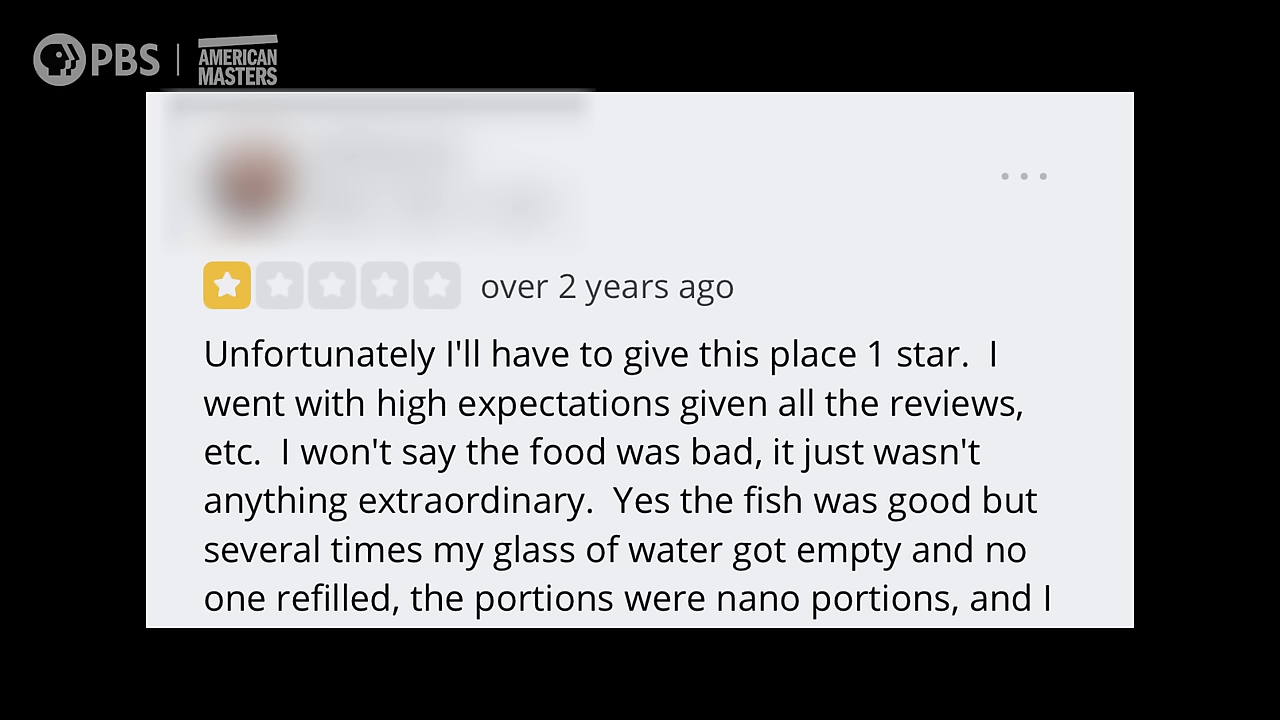 PBS | AMERICAN MASTERS
over 2 years ago
Unfortunately I'll have to give this place 1 star.  I
went with high expectations given all the reviews,
etc.  I won't say the food was bad, it just wasn't
anything extraordinary.  Yes the fish was good but
several times my glass of water got empty and no
one refilled, the portions were nano portions, and I